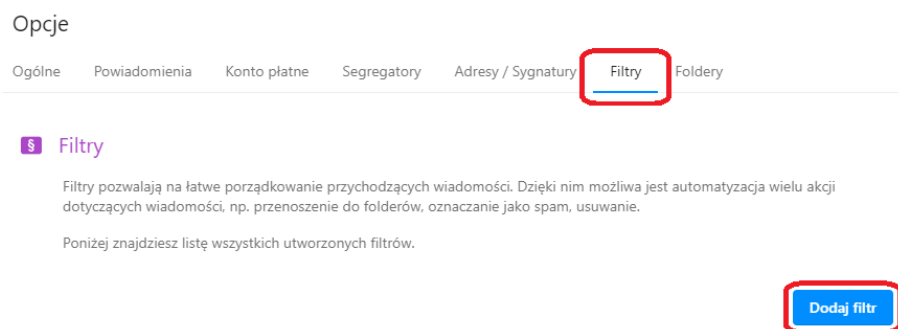 Opcje
Ogólne Powiadomienia Konto płatne Segregatory Adresy / Sygnatury Filtry Foldery
§ Filtry
Filtry pozwalają na łatwe porządkowanie przychodzących wiadomości. Dzięki nim możliwa jest automatyzacja wielu akcji
dotyczących wiadomości, np. przenoszenie do folderów, oznaczanie jako spam, usuwanie.
Poniżej znajdziesz listę wszystkich utworzonych filtrów.
Dodaj filtr